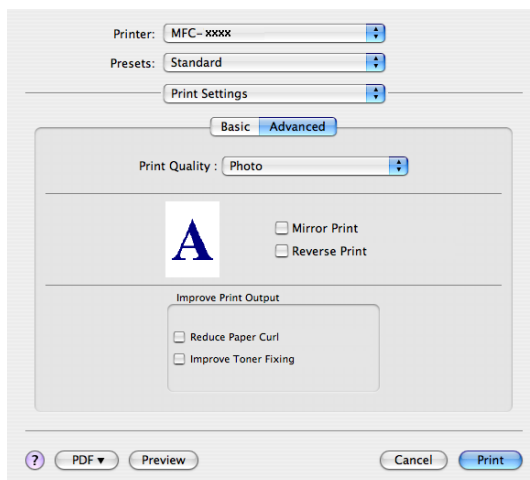 Printer: MFC-xxxx
Presets: Standard
Print Settings
Basic Advanced
Print Quality : Photo
A
Mirror Print
Reverse Print
Improve Print Output
Reduce Paper Curl
Improve Toner Fixing
? PDF▼ Preview Cancel Print